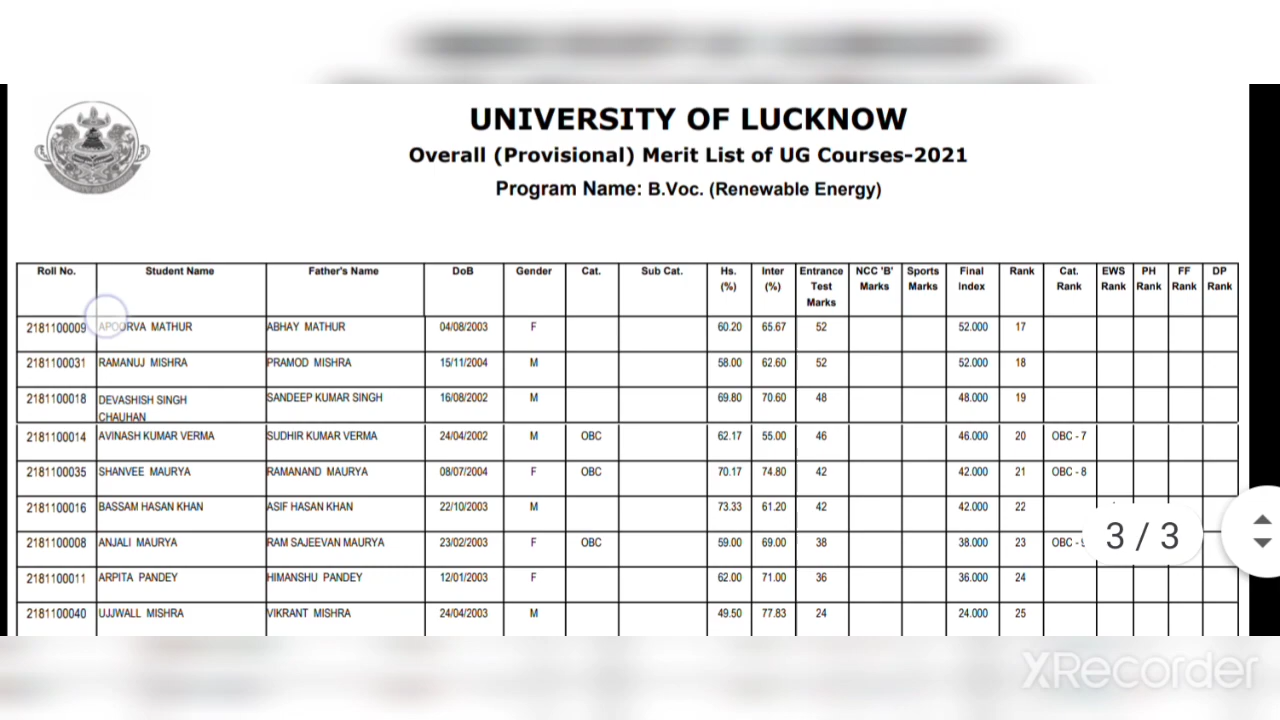 UNIVERSITY OF LUCKNOW
Overall (Provisional) Merit List of UG Courses-2021
Program Name: B.Voc. (Renewable Energy)
Roll No. Student Name Father's Name DoB Gender Cat. Sub Cat. Hs. (%) Inter (%) Entrance Test Marks NCC 'B' Marks Sports Marks Final Index Rank Cat. Rank EWS Rank PH Rank FF Rank DP Rank
2181100009 APOORVA MATHUR ABHAY MATHUR 04/08/2003 F 60.20 65.67 52 52.000 17
2181100031 RAMANUJ MISHRA PRAMOD MISHRA 15/11/2004 M 58.00 62.60 52 52.000 18
2181100018 DEVASHISH SINGH CHAUHAN SANDEEP KUMAR SINGH 16/08/2002 M 69.80 70.60 48 48.000 19
2181100014 AVINASH KUMAR VERMA SUDHIR KUMAR VERMA 24/04/2002 M OBC 62.17 55.00 46 46.000 20 OBC - 7
2181100035 SHANVEE MAURYA RAMANAND MAURYA 08/07/2004 F OBC 70.17 74.80 42 42.000 21 OBC - 8
2181100016 BASSAM HASAN KHAN ASIF HASAN KHAN 22/10/2003 M 73.33 61.20 42 42.000 22
2181100008 ANJALI MAURYA RAM SAJEEVAN MAURYA 23/02/2003 F OBC 59.00 69.00 38 38.000 23 OBC -
3 / 3
2181100011 ARPITA PANDEY HIMANSHU PANDEY 12/01/2003 F 62.00 71.00 36 36.000 24
2181100040 UJJWALL MISHRA VIKRANT MISHRA 24/04/2003 M 49.50 77.83 24 24.000 25
XRecorder